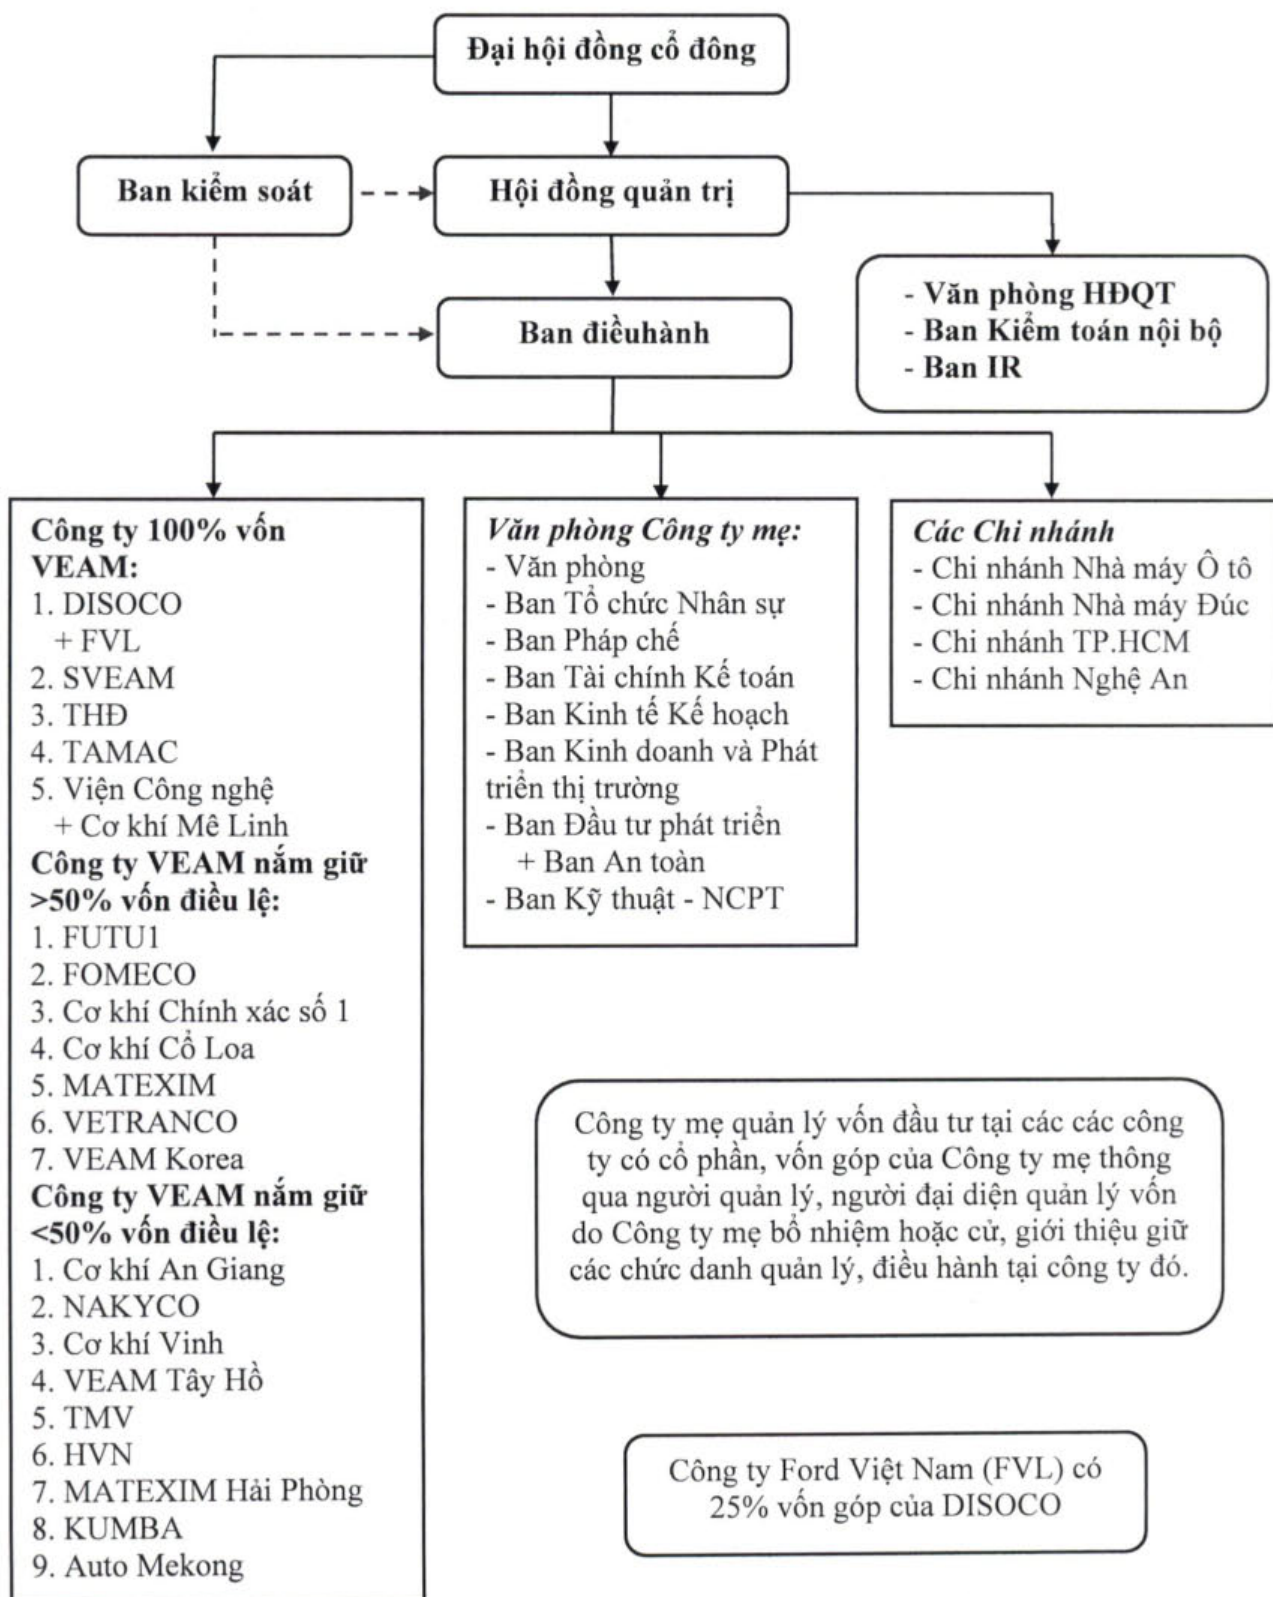 Đại hội đồng cổ đông
Ban kiểm soát
Hội đồng quản trị
- Văn phòng HĐQT
- Ban Kiểm toán nội bộ
- Ban IR
Ban điềuhành
Công ty 100% vốn
VEAM:
1. DISOCO
+ FVL
2. SVEAM
3. THĐ
4. TAMAC
5. Viện Công nghệ
+ Cơ khí Mê Linh
Công ty VEAM nắm giữ
>50% vốn điều lệ:
1. FUTU1
2. FOMECO
3. Cơ khí Chính xác số 1
4. Cơ khí Cổ Loa
5. MATEXIM
6. VETRANCO
7. VEAM Korea
Công ty VEAM nắm giữ
<50% vốn điều lệ:
1. Cơ khí An Giang
2. NAKYCO
3. Cơ khí Vinh
4. VEAM Tây Hồ
5. TMV
6. HVN
7. MATEXIM Hải Phòng
8. KUMBA
9. Auto Mekong
Văn phòng Công ty mẹ:
- Văn phòng
- Ban Tổ chức Nhân sự
- Ban Pháp chế
- Ban Tài chính Kế toán
- Ban Kinh tế Kế hoạch
- Ban Kinh doanh và Phát
triển thị trường
- Ban Đầu tư phát triển
+ Ban An toàn
- Ban Kỹ thuật - NCPT
Các Chi nhánh
- Chi nhánh Nhà máy Ô tô
- Chi nhánh Nhà máy Đúc
- Chi nhánh TP.HCM
- Chi nhánh Nghệ An
Công ty mẹ quản lý vốn đầu tư tại các các công
ty có cổ phần, vốn góp của Công ty mẹ thông
qua người quản lý, người đại diện quản lý vốn
do Công ty mẹ bổ nhiệm hoặc cử, giới thiệu giữ
các chức danh quản lý, điều hành tại công ty đó.
Công ty Ford Việt Nam (FVL) có
25% vốn góp của DISOCO